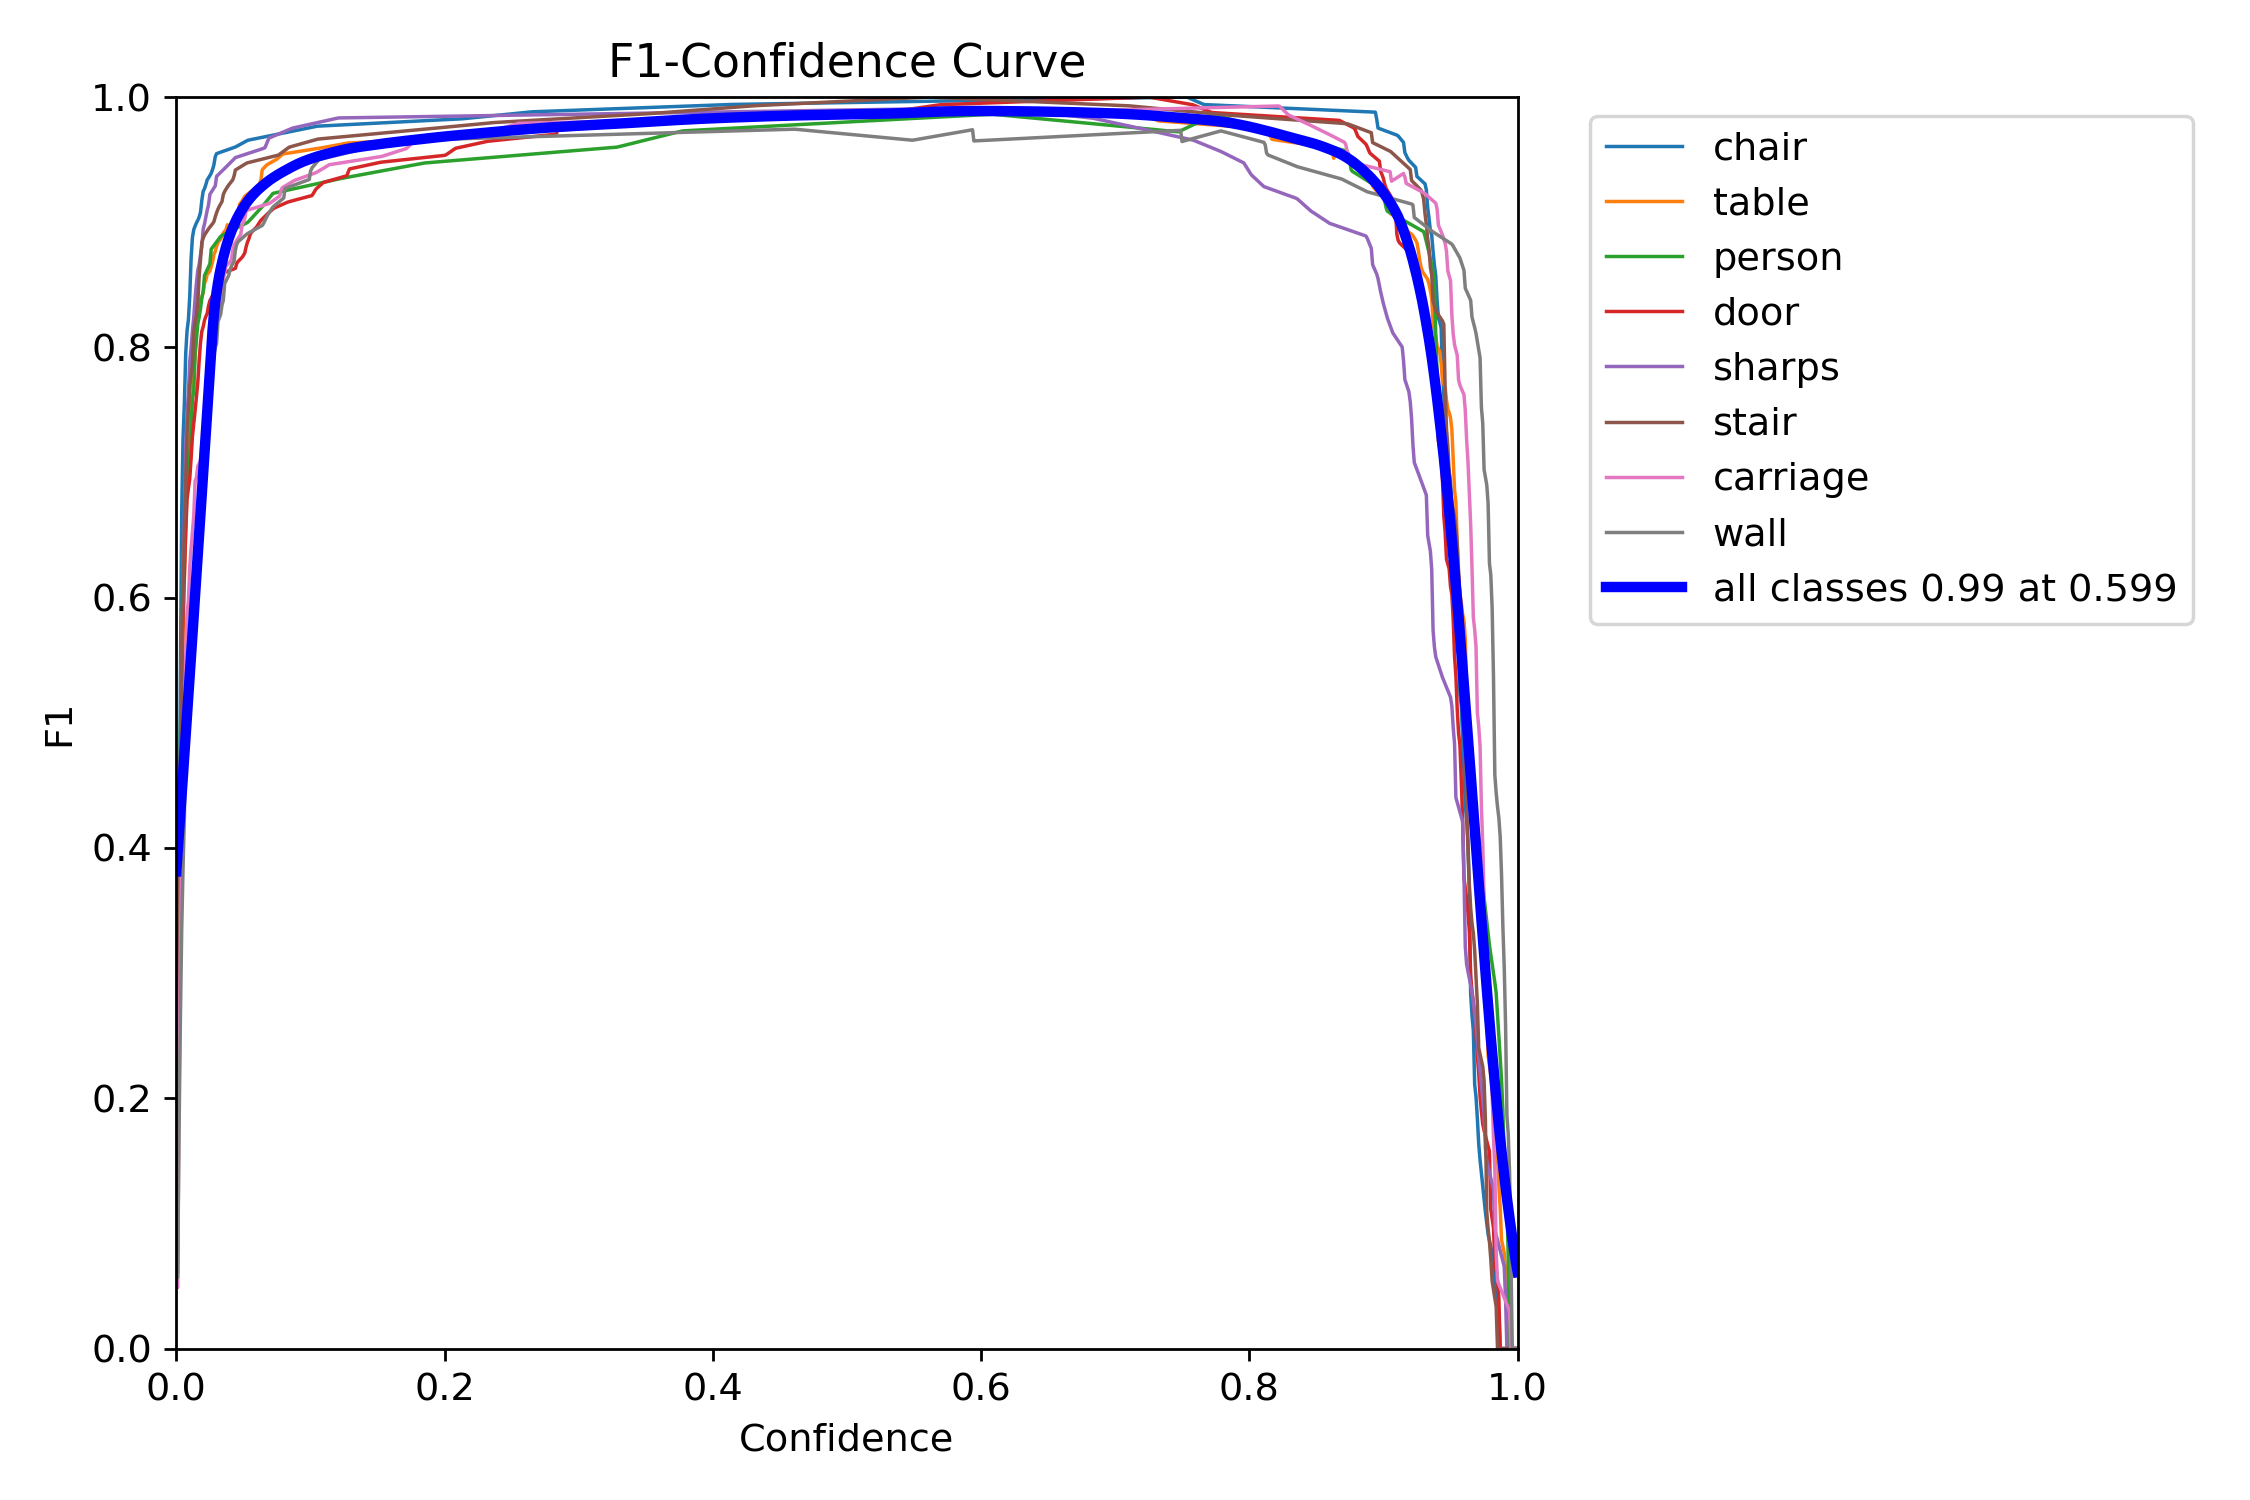 F1-Confidence Curve
1.0
0.8
0.6
0.4
0.2
0.0
F1
0.0 0.2 0.4 0.6 0.8 1.0
Confidence
chair
table
person
door
sharps
stair
carriage
wall
all classes 0.99 at 0.599